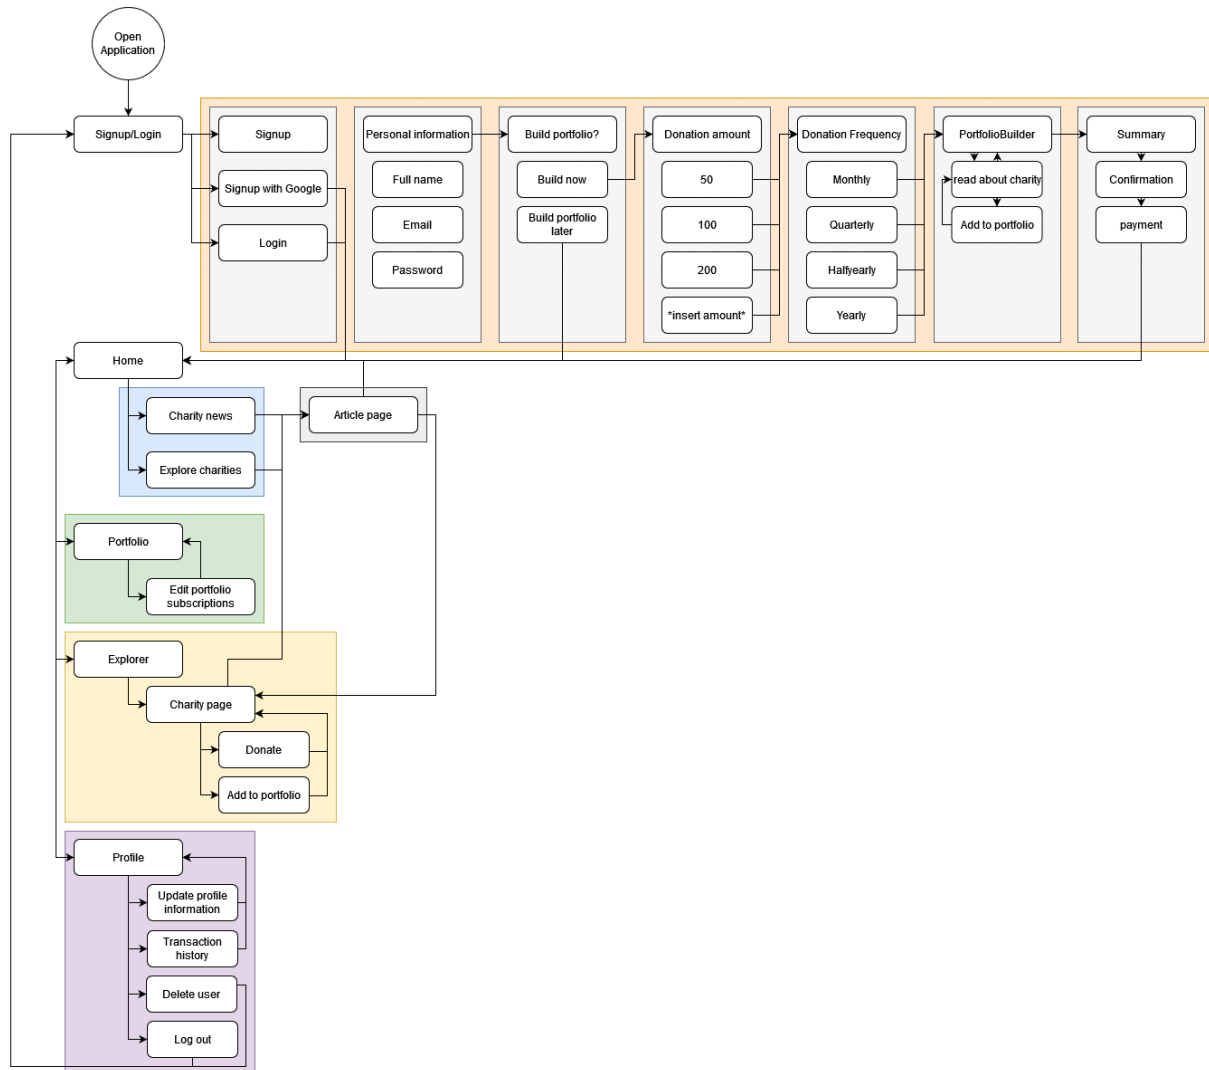 Open
Application
Signup/Login
Signup
Personal information
Build portfolio?
Donation amount
Donation Frequency
PortfolioBuilder
Summary
Signup with Google
Full name
Build now
50
Monthly
read about charity
Confirmation
Login
Email
Build portfolio
later
100
Quarterly
Add to portfolio
payment
Password
200
Halfyearly
*insert amount*
Yearly
Home
Charity news
Article page
Explore charities
Portfolio
Edit portfolio
subscriptions
Explorer
Charity page
Donate
Add to portfolio
Profile
Update profile
information
Transaction
history
Delete user
Log out